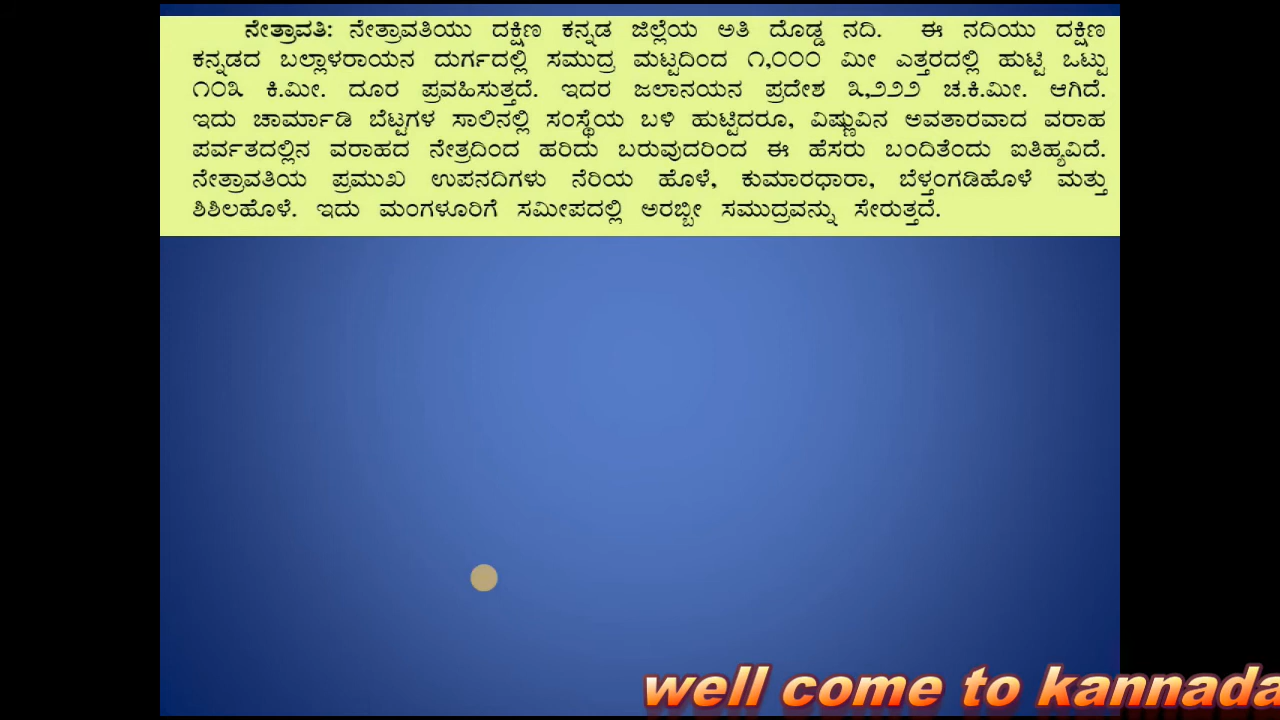 ನೇತ್ರಾವತಿ: ನೇತ್ರಾವತಿಯು ದಕ್ಷಿಣ ಕನ್ನಡ ಜಿಲ್ಲೆಯ ಅತಿ ದೊಡ್ಡ ನದಿ. ಈ ನದಿಯು ದಕ್ಷಿಣ
ಕನ್ನಡದ ಬಲ್ಲಾಳರಾಯನ ದುರ್ಗದಲ್ಲಿ ಸಮುದ್ರ ಮಟ್ಟದಿಂದ ೧,೦೦೦ ಮೀ ಎತ್ತರದಲ್ಲಿ ಹುಟ್ಟಿ ಒಟ್ಟು
೧೦೩ ಕಿ.ಮೀ. ದೂರ ಪ್ರವಹಿಸುತ್ತದೆ. ಇದರ ಜಲಾನಯನ ಪ್ರದೇಶ ೩,೨೨೨ ಚ.ಕಿ.ಮೀ. ಆಗಿದೆ.
ಇದು ಚಾರ್ಮಾಡಿ ಬೆಟ್ಟಗಳ ಸಾಲಿನಲ್ಲಿ ಸಂಸ್ಥೆಯ ಬಳಿ ಹುಟ್ಟಿದರೂ, ವಿಷ್ಣುವಿನ ಅವತಾರವಾದ ವರಾಹ
ಪರ್ವತದಲ್ಲಿನ ವರಾಹದ ನೇತ್ರದಿಂದ ಹರಿದು ಬರುವುದರಿಂದ ಈ ಹೆಸರು ಬಂದಿತೆಂದು ಐತಿಹ್ಯವಿದೆ.
ನೇತ್ರಾವತಿಯ ಪ್ರಮುಖ ಉಪನದಿಗಳು ನೆರಿಯ ಹೊಳೆ, ಕುಮಾರಧಾರಾ, ಬೆಳ್ತಂಗಡಿಹೊಳೆ ಮತ್ತು
ಶಿಶಿಲಹೊಳೆ. ಇದು ಮಂಗಳೂರಿಗೆ ಸಮೀಪದಲ್ಲಿ ಅರಬ್ಬೀ ಸಮುದ್ರವನ್ನು ಸೇರುತ್ತದೆ.
well come to kannada